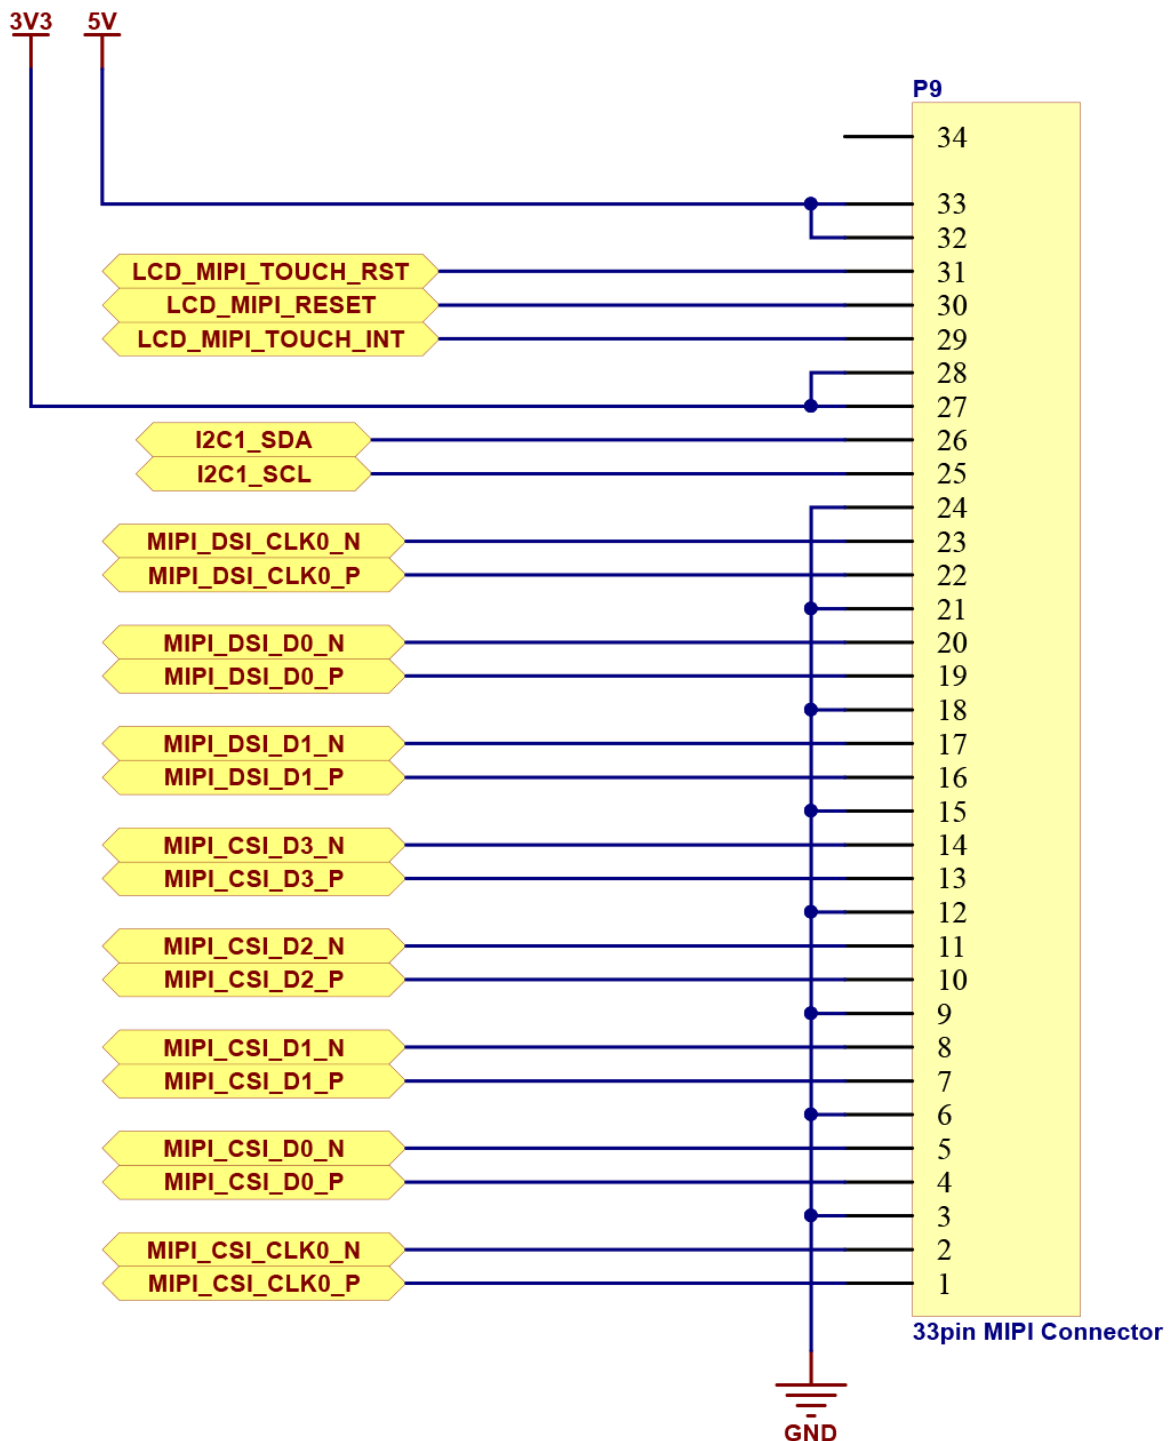 3V3 5V
P9
34
33
32
LCD_MIPI_TOUCH_RST 31
LCD_MIPI_RESET 30
LCD_MIPI_TOUCH_INT 29
28
27
I2C1_SDA 26
I2C1_SCL 25
24
MIPI_DSI_CLK0_N 23
MIPI_DSI_CLK0_P 22
21
MIPI_DSI_D0_N 20
MIPI_DSI_D0_P 19
18
MIPI_DSI_D1_N 17
MIPI_DSI_D1_P 16
15
MIPI_CSI_D3_N 14
MIPI_CSI_D3_P 13
12
MIPI_CSI_D2_N 11
MIPI_CSI_D2_P 10
9
MIPI_CSI_D1_N 8
MIPI_CSI_D1_P 7
6
MIPI_CSI_D0_N 5
MIPI_CSI_D0_P 4
3
MIPI_CSI_CLK0_N 2
MIPI_CSI_CLK0_P 1
33pin MIPI Connector
GND